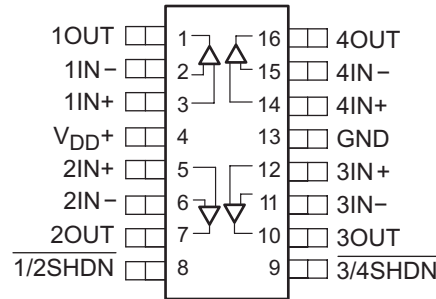 1OUT 1 16 4OUT
1IN− 2 15 4IN−
1IN+ 3 14 4IN+
VDD+ 4 13 GND
2IN+ 5 12 3IN+
2IN− 6 11 3IN−
2OUT 7 10 3OUT
1/2SHDN 8 9 3/4SHDN